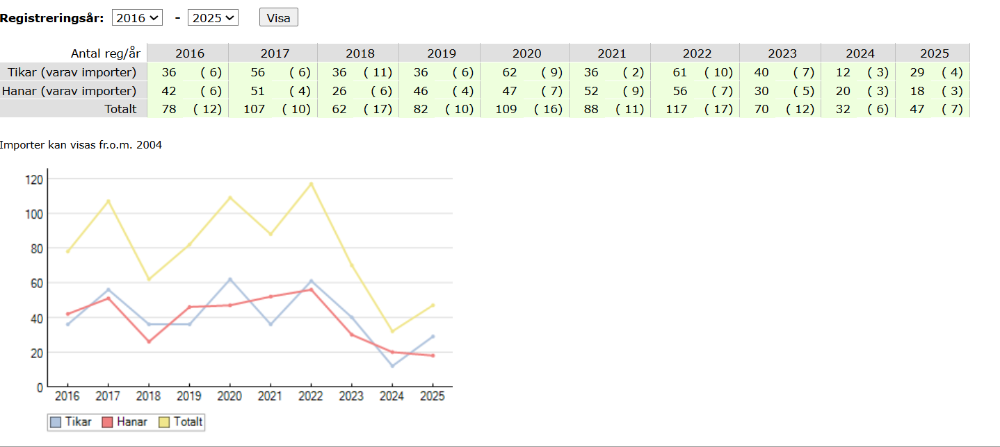 Registreringsår: 2016 - 2025 Visa
Antal reg/år 2016 2017 2018 2019 2020 2021 2022 2023 2024 2025
Tikar (varav importer) 36 ( 6) 56 ( 6) 36 ( 11) 36 ( 6) 62 ( 9) 36 ( 2) 61 ( 10) 40 ( 7) 12 ( 3) 29 ( 4)
Hanar (varav importer) 42 ( 6) 51 ( 4) 26 ( 6) 46 ( 4) 47 ( 7) 52 ( 9) 56 ( 7) 30 ( 5) 20 ( 3) 18 ( 3)
Totalt 78 ( 12) 107 ( 10) 62 ( 17) 82 ( 10) 109 ( 16) 88 ( 11) 117 ( 17) 70 ( 12) 32 ( 6) 47 ( 7)
Importer kan visas fr.o.m. 2004
120
100
80
60
40
20
0
2016 2017 2018 2019 2020 2021 2022 2023 2024 2025
Tikar Hanar Totalt